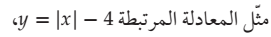 مثّل المعادلة المرتبطة y = |x| − 4،